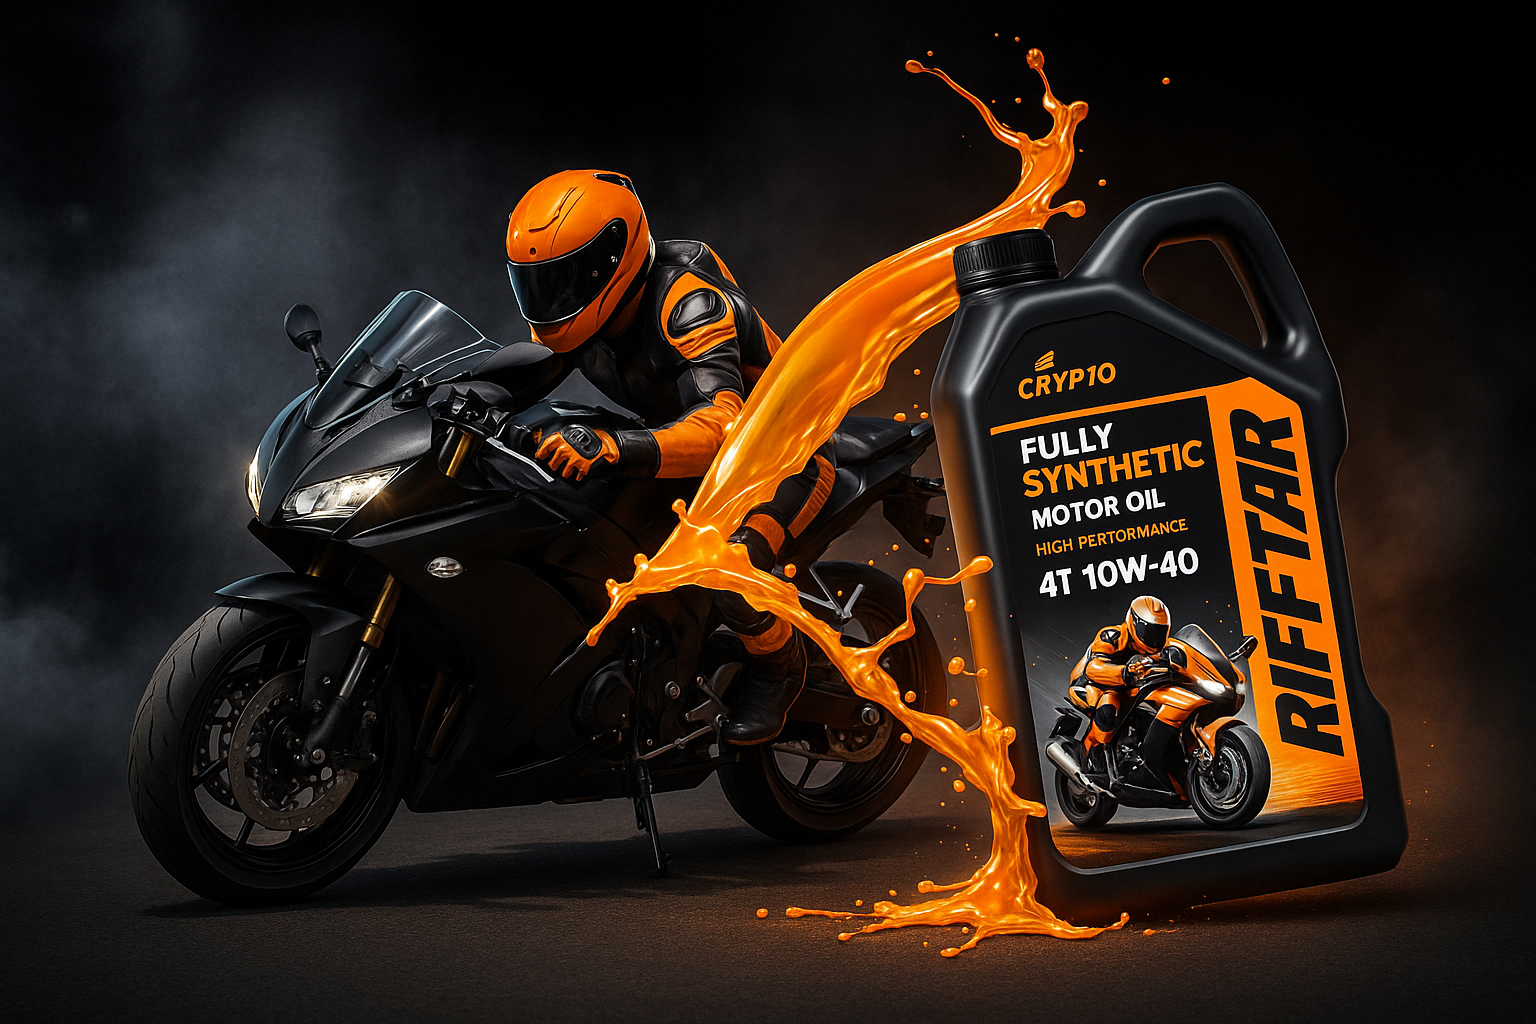 CRYP10
FULLY
SYNTHETIC
MOTOR OIL
HIGH PERTORMANCE
4T 10W-40
RIFFTAR